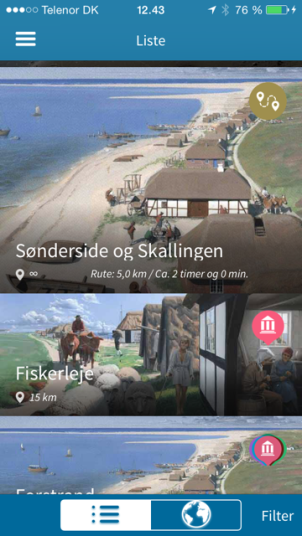 Telenor DK 12.43 76 %
Liste
Sønderside og Skallingen
∞ Rute: 5,0 km / Ca. 2 timer og 0 min.
Fiskerleje
15 km
Forstrand
Filter